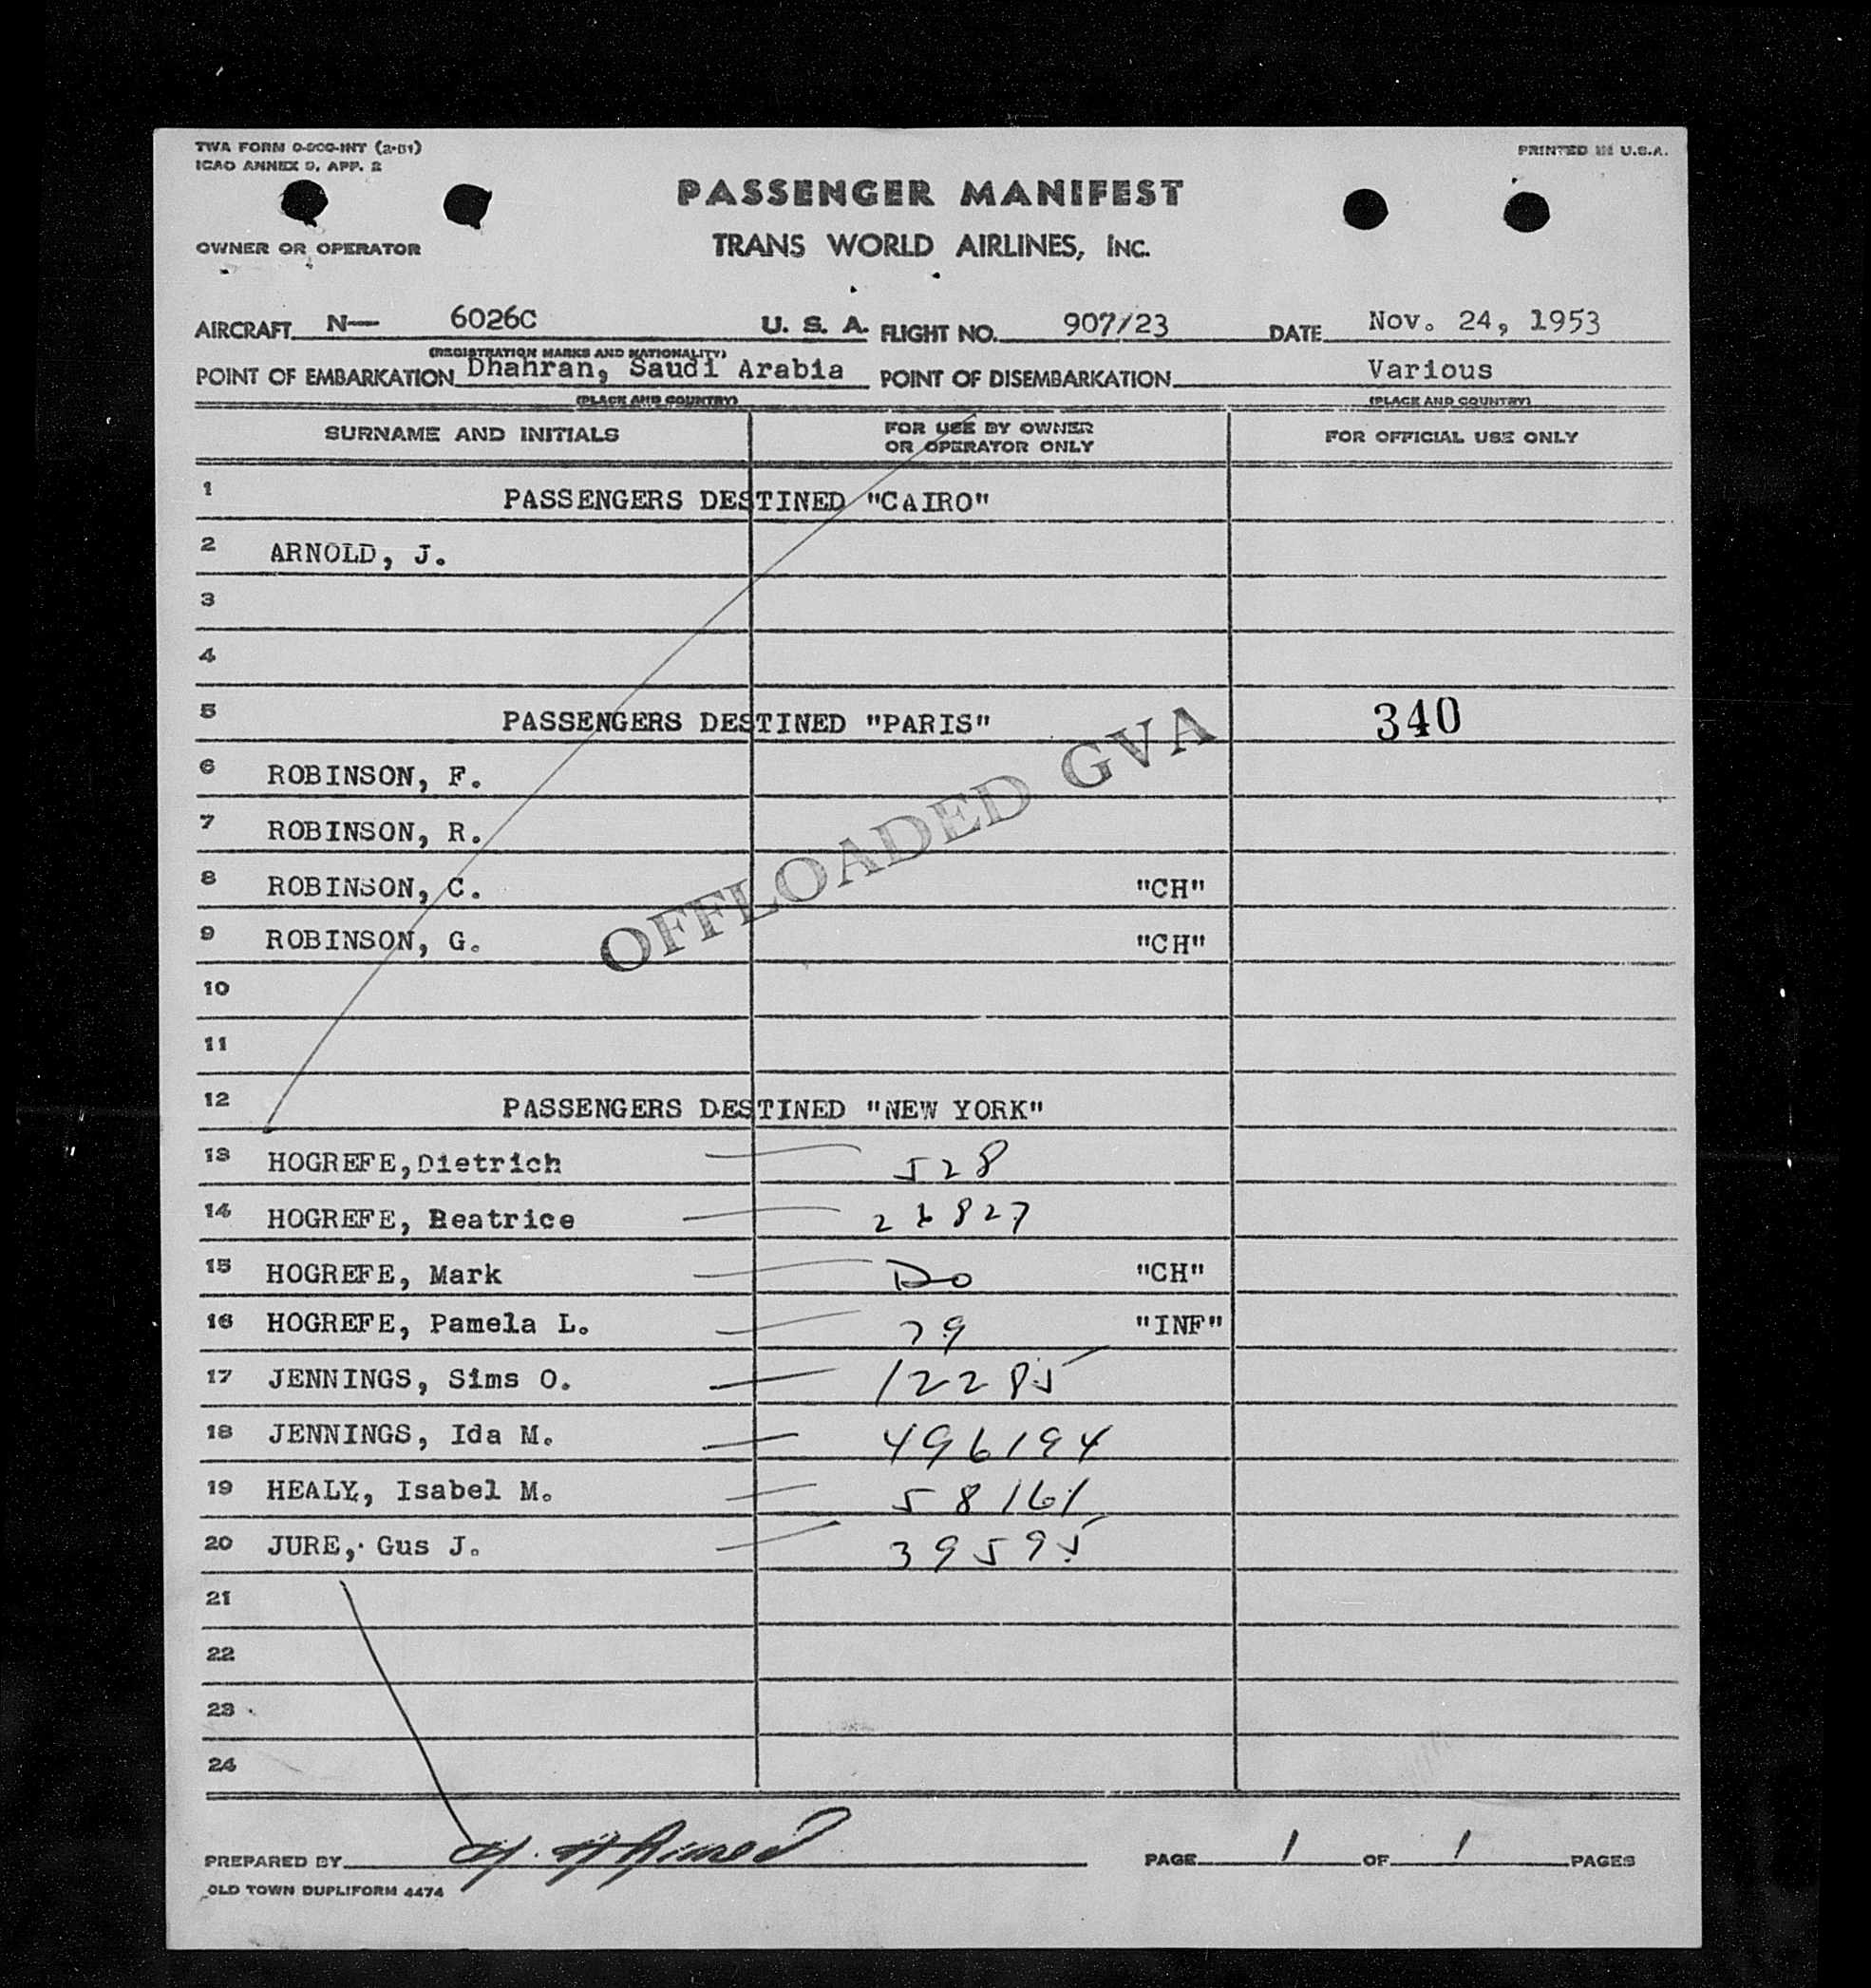 TWA FORM O-900-INT (2-51)
ICAO ANNEX 9, APP. 2
PRINTED IN U.S.A.
PASSENGER MANIFEST
OWNER OR OPERATOR
TRANS WORLD AIRLINES, INC.
AIRCRAFT N— 6026C U. S. A. FLIGHT NO. 907/23 DATE Nov. 24, 1953
(REGISTRATION MARKS AND NATIONALITY)
POINT OF EMBARKATION Dhahran, Saudi Arabia POINT OF DISEMBARKATION Various
(PLACE AND COUNTRY) (PLACE AND COUNTRY)
SURNAME AND INITIALS FOR USE BY OWNER OR OPERATOR ONLY FOR OFFICIAL USE ONLY
1 PASSENGERS DESTINED "CAIRO"
2 ARNOLD, J.
3
4
5 PASSENGERS DESTINED "PARIS" 340
OFFLOADED GVA
6 ROBINSON, F.
7 ROBINSON, R.
8 ROBINSON, C. "CH"
9 ROBINSON, G. "CH"
10
11
12 PASSENGERS DESTINED "NEW YORK"
13 HOGREFE,Dietrich 528
14 HOGREFE, Beatrice 26827
15 HOGREFE, Mark Do "CH"
16 HOGREFE, Pamela L. 79 "INF"
17 JENNINGS, Sims O. 12285
18 JENNINGS, Ida M. 496194
19 HEALY, Isabel M. 58161
20 JURE, Gus J. 39595
21
22
23
24
PREPARED BY PAGE 1 OF 1 PAGES
OLD TOWN DUPLIFORM 4474